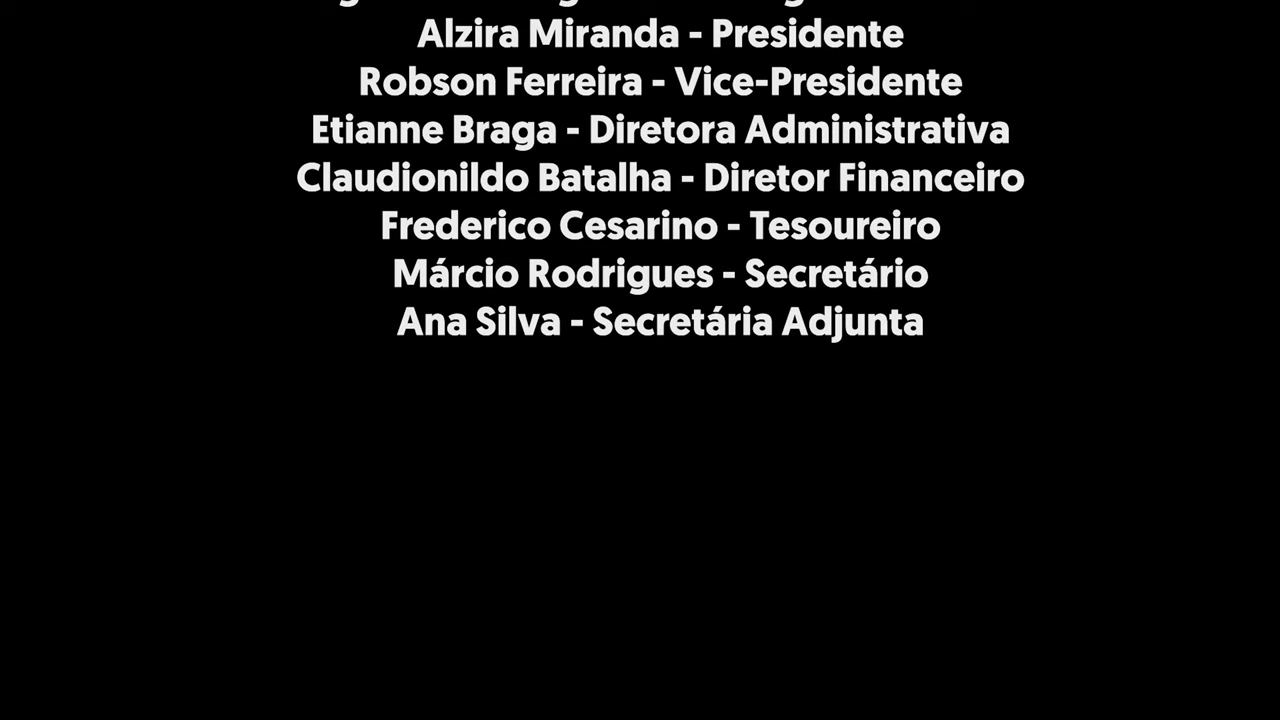 Alzira Miranda - Presidente
Robson Ferreira - Vice-Presidente
Etianne Braga - Diretora Administrativa
Claudionildo Batalha - Diretor Financeiro
Frederico Cesarino - Tesoureiro
Márcio Rodrigues - Secretário
Ana Silva - Secretária Adjunta